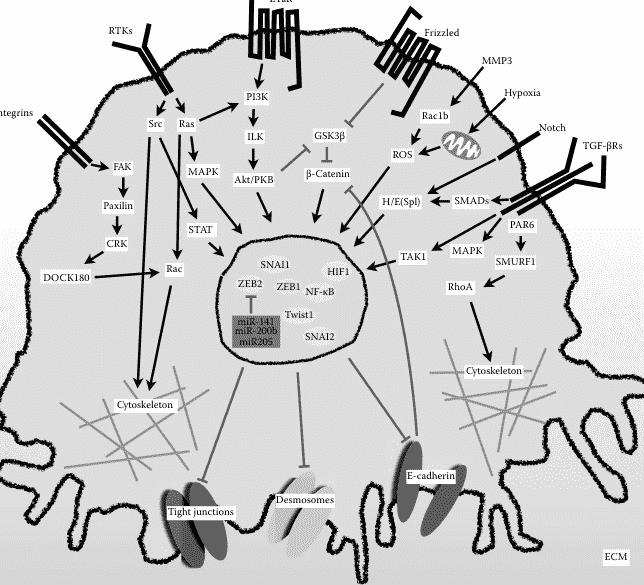 ETaR
RTKs
Frizzled
MMP3
Hypoxia
ntegrins
PI3K
Src
Ras
Rac1b
Notch
ILK
GSK3β
TGF-βRs
ROS
FAK
MAPK
Akt/PKB
β-Catenin
Paxilin
H/E(Spl)
SMADs
STAT
PAR6
CRK
TAK1
MAPK
SMURF1
DOCK180
Rac
SNAI1
HIF1
ZEB2
ZEB1
NF-κB
RhoA
Twist1
miR-141
miR-200b
miR205
SNAI2
Cytoskeleton
Cytoskeleton
E-cadherin
Desmosomes
Tight junctions
ECM